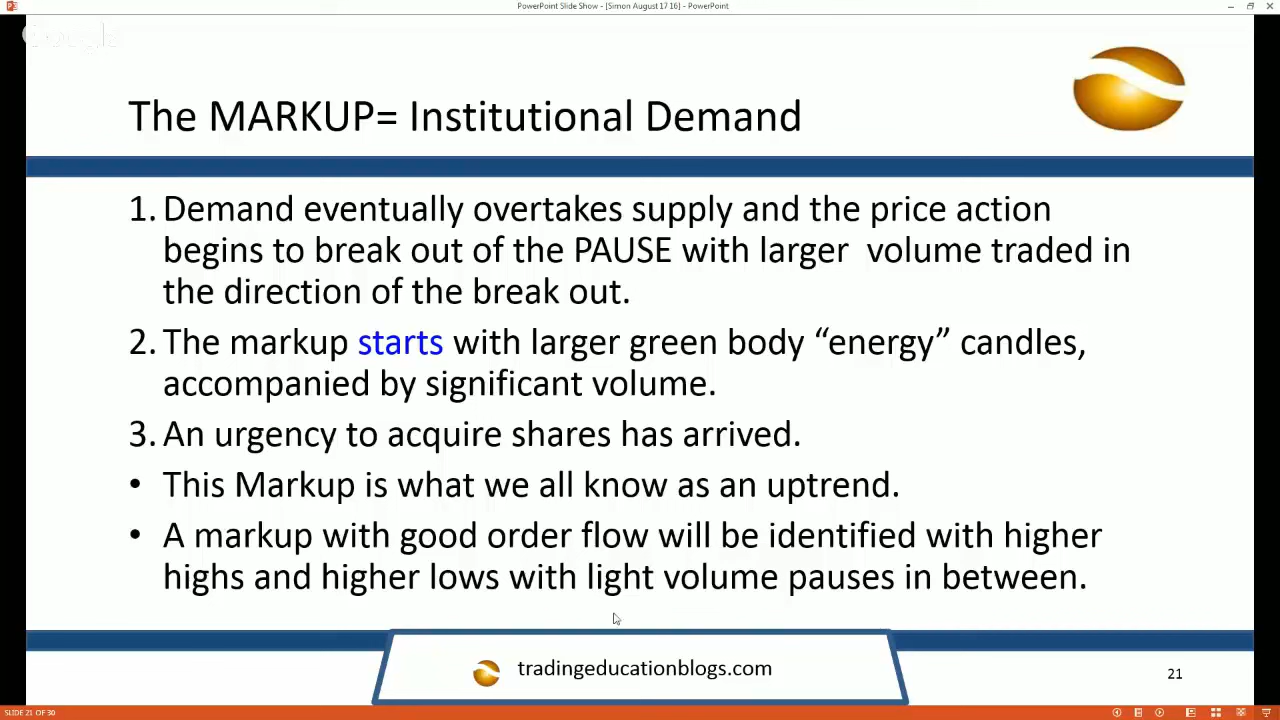 PowerPoint Slide Show - [Simon August 17 16] - PowerPoint
Google
The MARKUP= Institutional Demand
1. Demand eventually overtakes supply and the price action
begins to break out of the PAUSE with larger  volume traded in
the direction of the break out.
2. The markup starts with larger green body “energy” candles,
accompanied by significant volume.
3. An urgency to acquire shares has arrived.
• This Markup is what we all know as an uptrend.
• A markup with good order flow will be identified with higher
highs and higher lows with light volume pauses in between.
tradingeducationblogs.com
21
SLIDE 21 OF 30